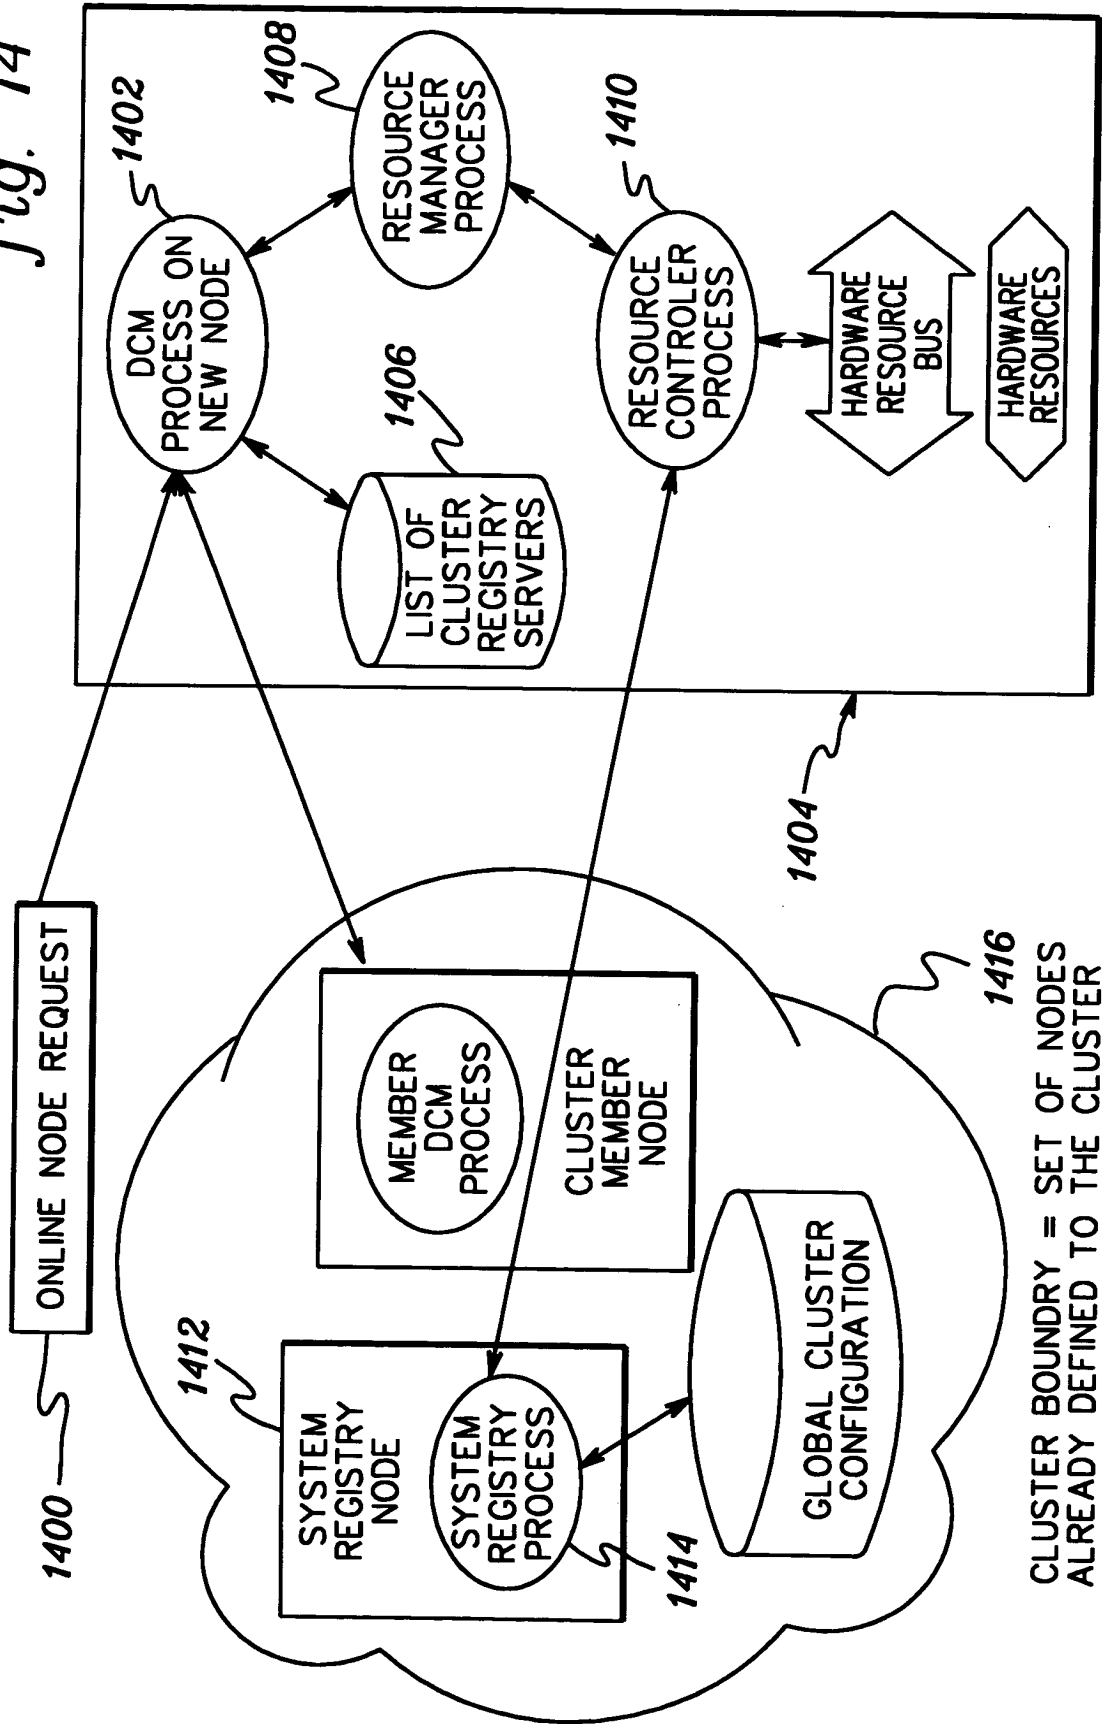 Fig. 14
1400
ONLINE NODE REQUEST
1402
DCM
PROCESS ON
NEW NODE
1408
RESOURCE
MANAGER
PROCESS
1406
LIST OF
CLUSTER
REGISTRY
SERVERS
1410
RESOURCE
CONTROLER
PROCESS
HARDWARE
RESOURCE
BUS
HARDWARE
RESOURCES
1404
1412
SYSTEM
REGISTRY
NODE
SYSTEM
REGISTRY
PROCESS
1414
MEMBER
DCM
PROCESS
CLUSTER
MEMBER
NODE
GLOBAL CLUSTER
CONFIGURATION
1416
CLUSTER BOUNDRY = SET OF NODES
ALREADY DEFINED TO THE CLUSTER